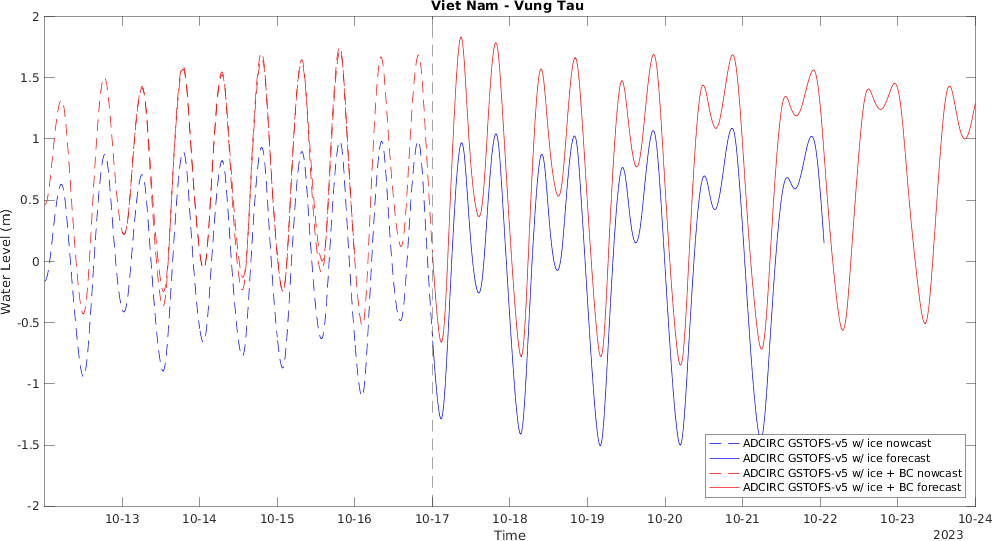 Viet Nam - Vung Tau
2
1.5
1
0.5
0
-0.5
-1
-1.5
-2
Water Level (m)
10-13 10-14 10-15 10-16 10-17 10-18 10-19 10-20 10-21 10-22 10-23 10-24
Time
2023
ADCIRC GSTOFS-v5 w/ ice nowcast
ADCIRC GSTOFS-v5 w/ ice forecast
ADCIRC GSTOFS-v5 w/ ice + BC nowcast
ADCIRC GSTOFS-v5 w/ ice + BC forecast